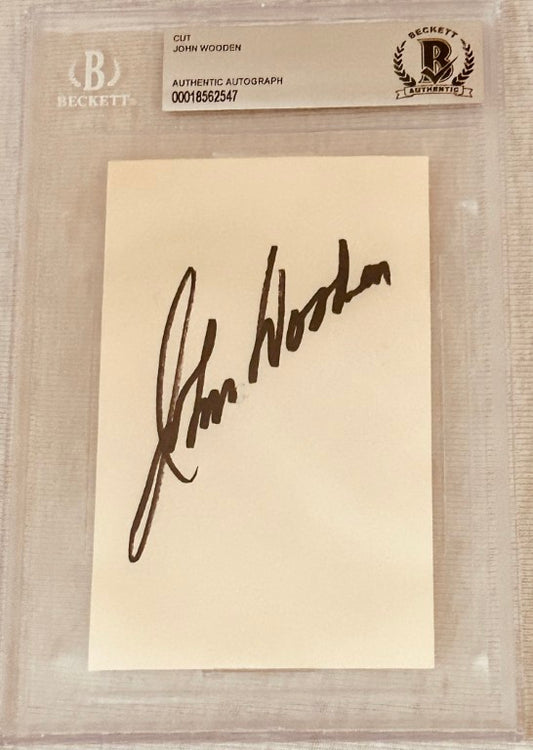 B
BECKETT
CUT
JOHN WOODEN
AUTHENTIC AUTOGRAPH
00018562547
BECKETT
B
AUTHENTIC
John Wooden